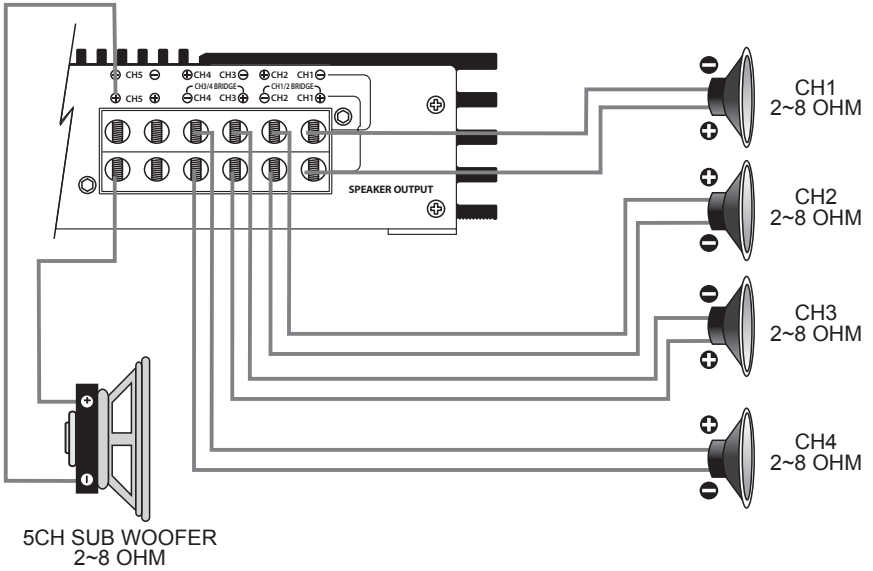 ⊖ CH5 ⊖ ⊕CH4 CH3⊖ ⊕CH2 CH1⊖
CH3/4 BRIDGE CH1/2 BRIDGE
⊕ CH5 ⊕ ⊖CH4 CH3⊕ ⊖CH2 CH1⊕
SPEAKER OUTPUT
CH1
2~8 OHM
CH2
2~8 OHM
CH3
2~8 OHM
CH4
2~8 OHM
5CH SUB WOOFER
2~8 OHM